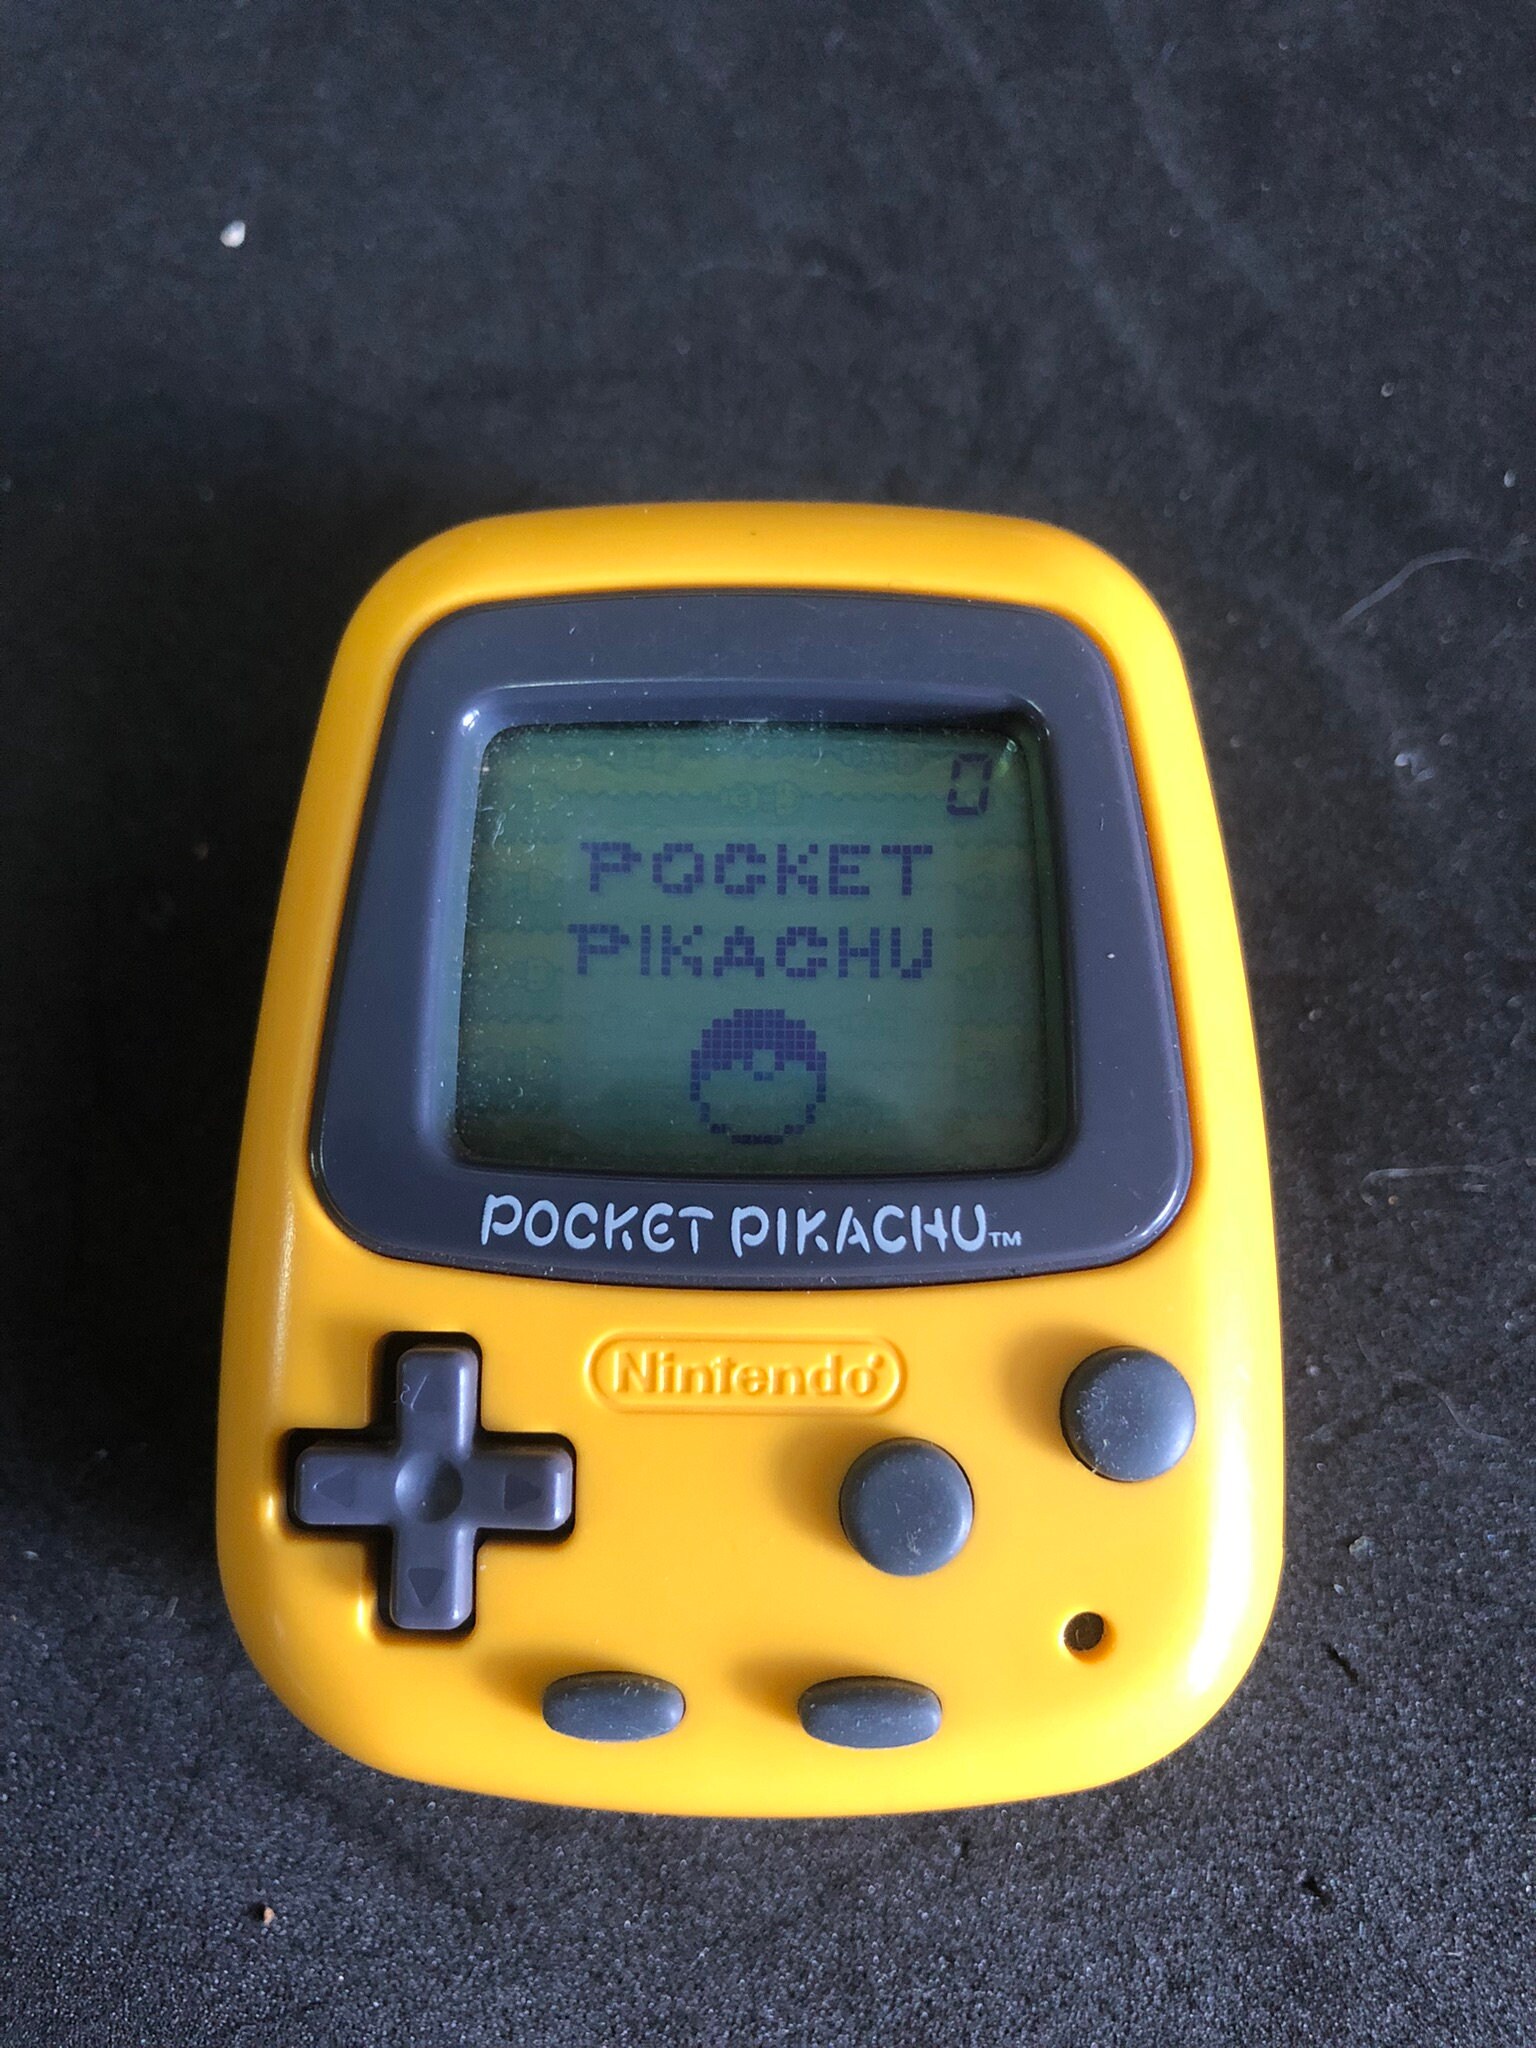 0
POCKET
PIKACHU
POCKET PIKACHU™
Nintendo®